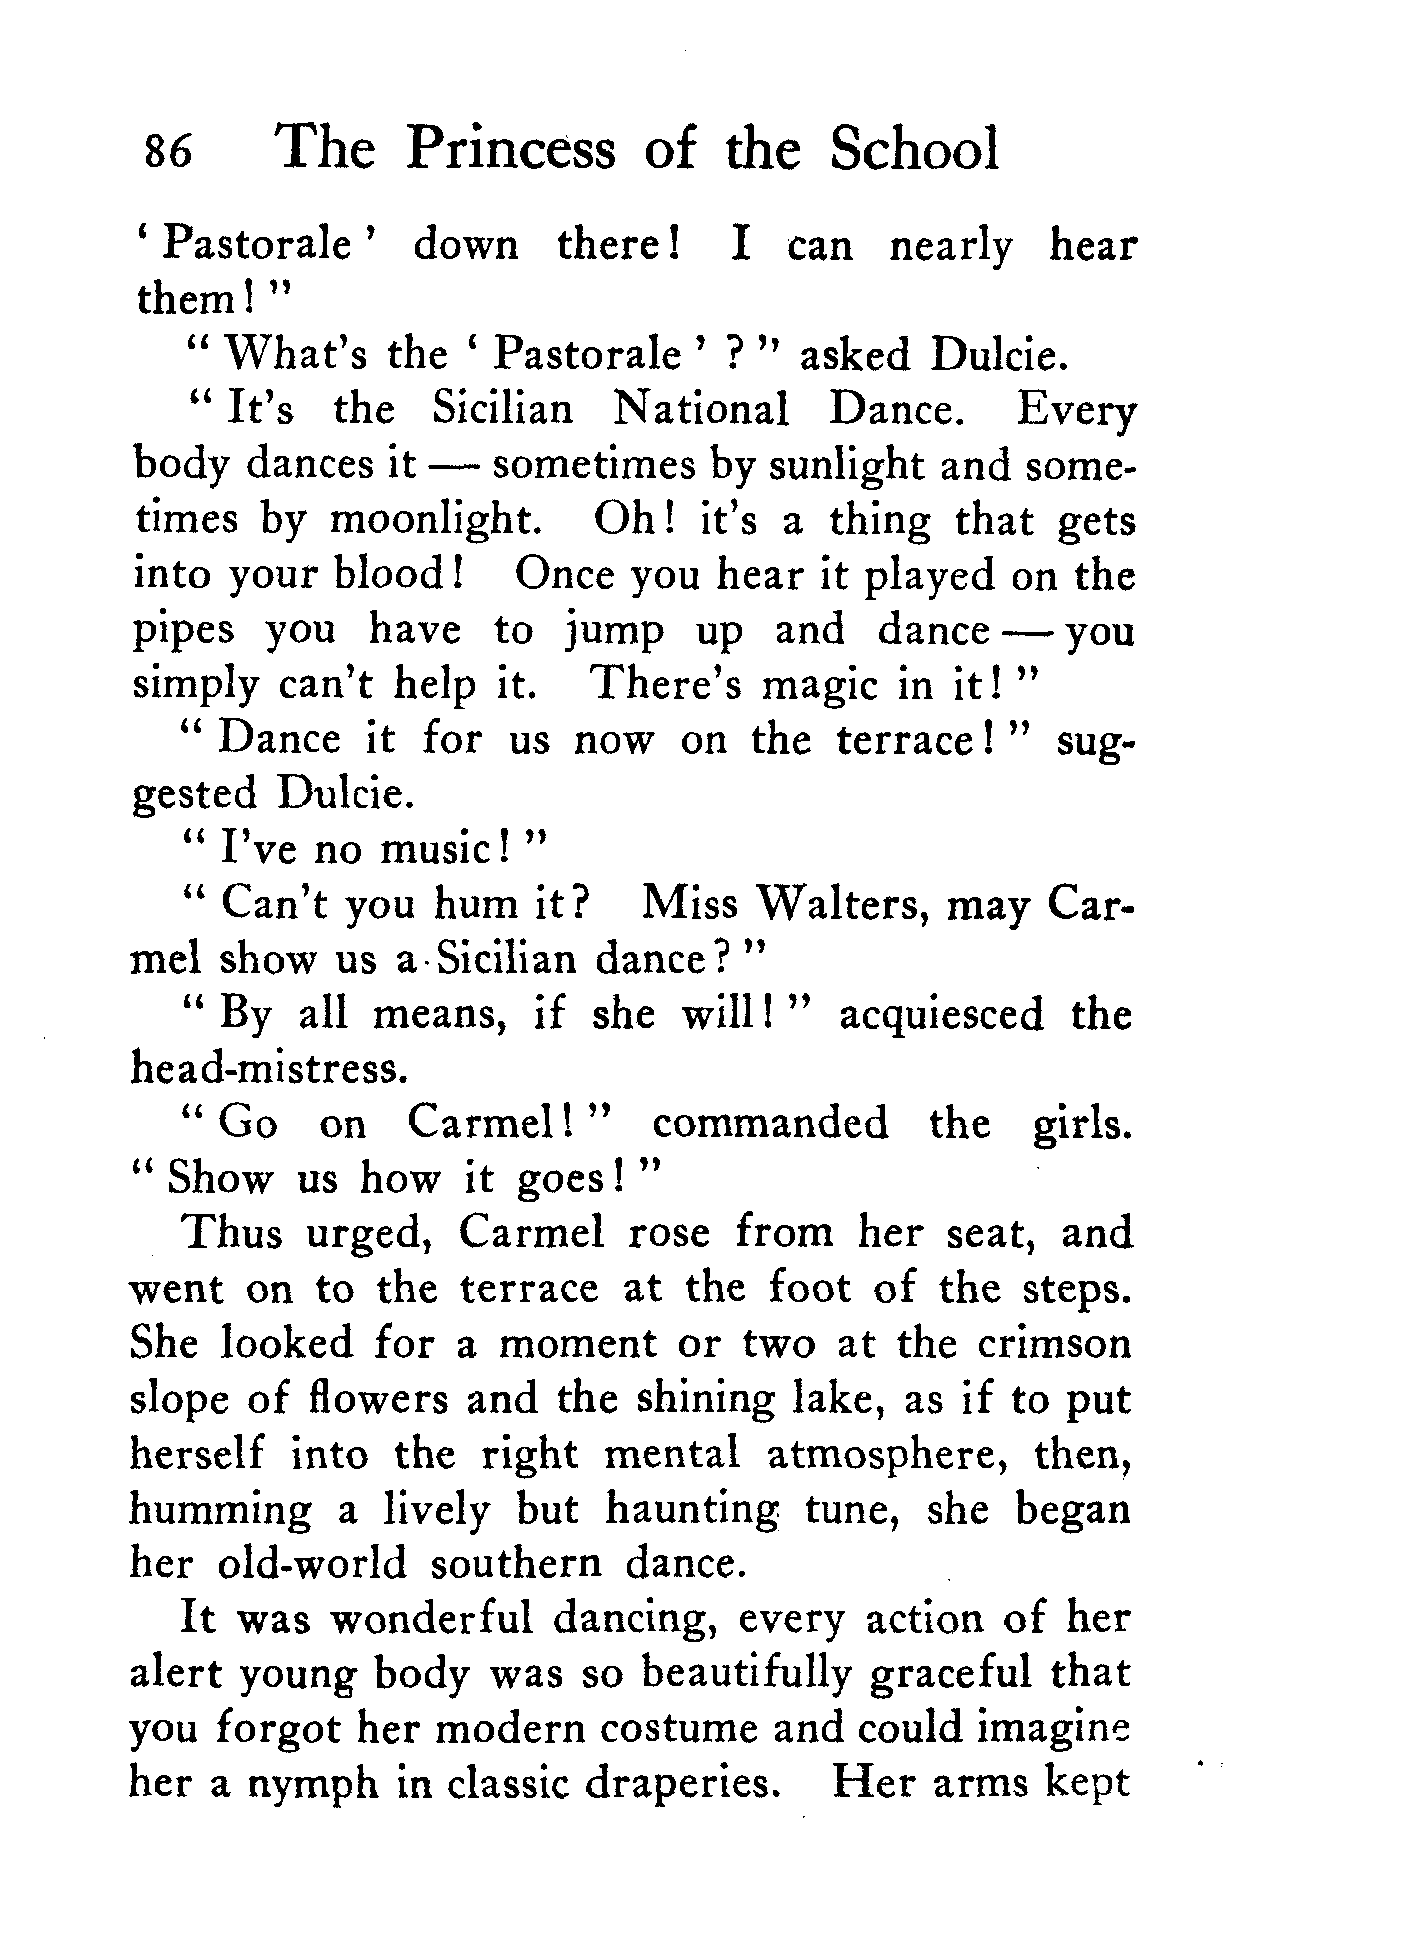 86 The Princess of the School
‘ Pastorale ’ down there! I can nearly hear
them! ”
“ What's the ‘ Pastorale ’ ? ” asked Dulcie.
“ It's the Sicilian National Dance. Every
body dances it — sometimes by sunlight and some-
times by moonlight. Oh! it's a thing that gets
into your blood! Once you hear it played on the
pipes you have to jump up and dance — you
simply can't help it. There's magic in it! ”
“ Dance it for us now on the terrace! ” sug-
gested Dulcie.
“ I've no music! ”
“ Can't you hum it? Miss Walters, may Car-
mel show us a Sicilian dance? ”
“ By all means, if she will! ” acquiesced the
head-mistress.
“ Go on Carmel! ” commanded the girls.
“ Show us how it goes! ”
Thus urged, Carmel rose from her seat, and
went on to the terrace at the foot of the steps.
She looked for a moment or two at the crimson
slope of flowers and the shining lake, as if to put
herself into the right mental atmosphere, then,
humming a lively but haunting tune, she began
her old-world southern dance.
It was wonderful dancing, every action of her
alert young body was so beautifully graceful that
you forgot her modern costume and could imagine
her a nymph in classic draperies. Her arms kept